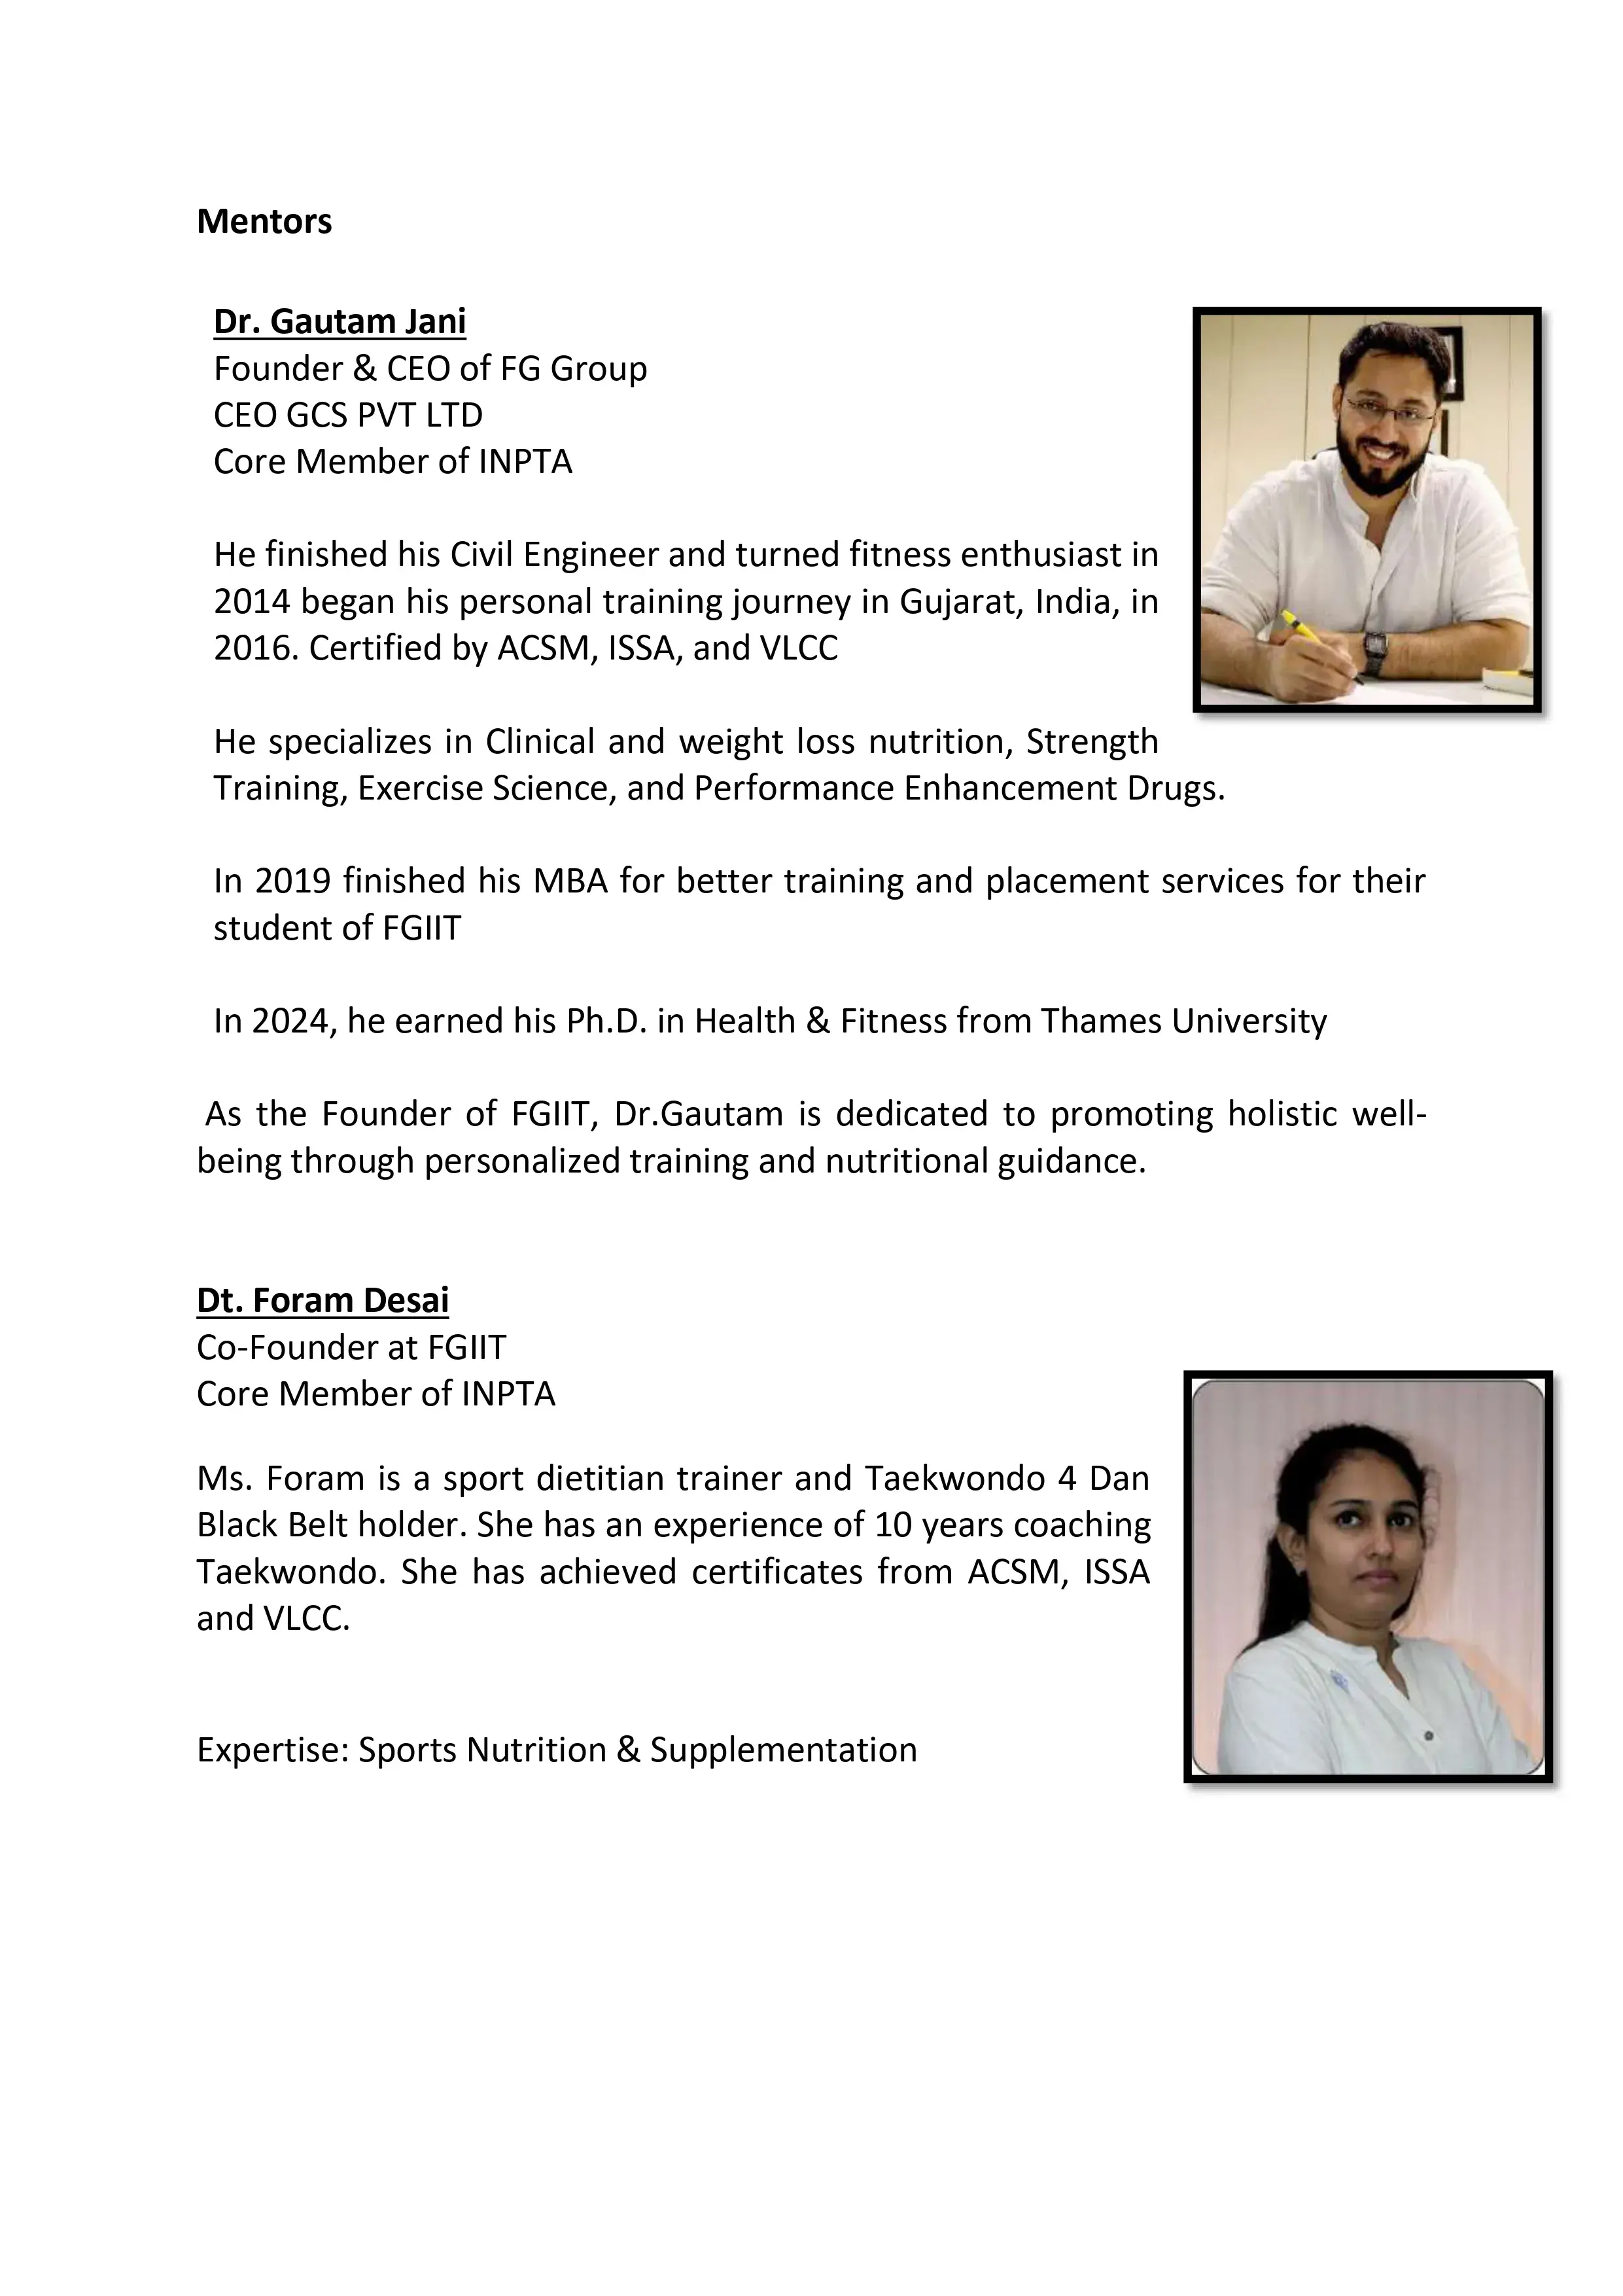 Mentors
Dr. Gautam Jani
Founder & CEO of FG Group
CEO GCS PVT LTD
Core Member of INPTA
He finished his Civil Engineer and turned fitness enthusiast in
2014 began his personal training journey in Gujarat, India, in
2016. Certified by ACSM, ISSA, and VLCC
He specializes in Clinical and weight loss nutrition, Strength
Training, Exercise Science, and Performance Enhancement Drugs.
In 2019 finished his MBA for better training and placement services for their
student of FGIIT
In 2024, he earned his Ph.D. in Health & Fitness from Thames University
As the Founder of FGIIT, Dr.Gautam is dedicated to promoting holistic well-
being through personalized training and nutritional guidance.
Dt. Foram Desai
Co-Founder at FGIIT
Core Member of INPTA
Ms. Foram is a sport dietitian trainer and Taekwondo 4 Dan
Black Belt holder. She has an experience of 10 years coaching
Taekwondo. She has achieved certificates from ACSM, ISSA
and VLCC.
Expertise: Sports Nutrition & Supplementation